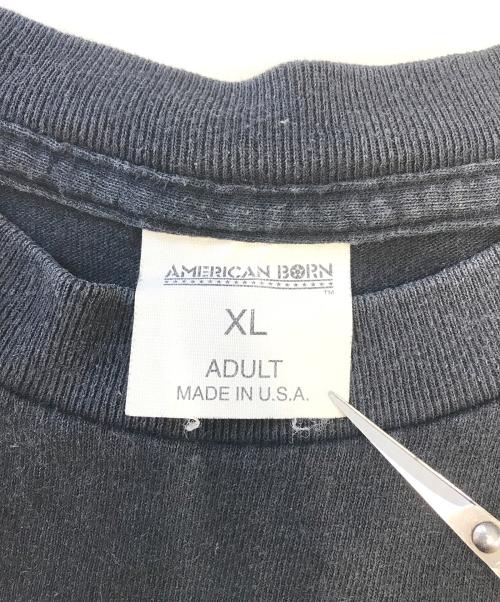 AMERICAN BORN
TM
XL
ADULT
MADE IN U.S.A.